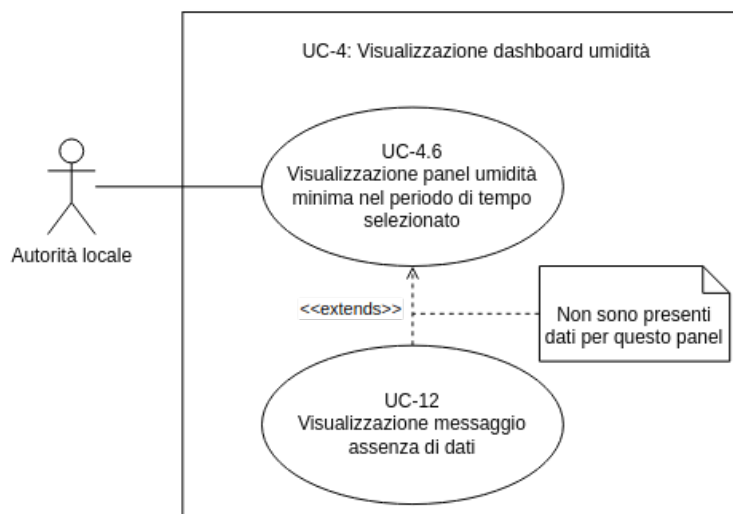 UC-4: Visualizzazione dashboard umidità
UC-4.6
Visualizzazione panel umidità
minima nel periodo di tempo
selezionato
Autorità locale
<<extends>>
Non sono presenti
dati per questo panel
UC-12
Visualizzazione messaggio
assenza di dati